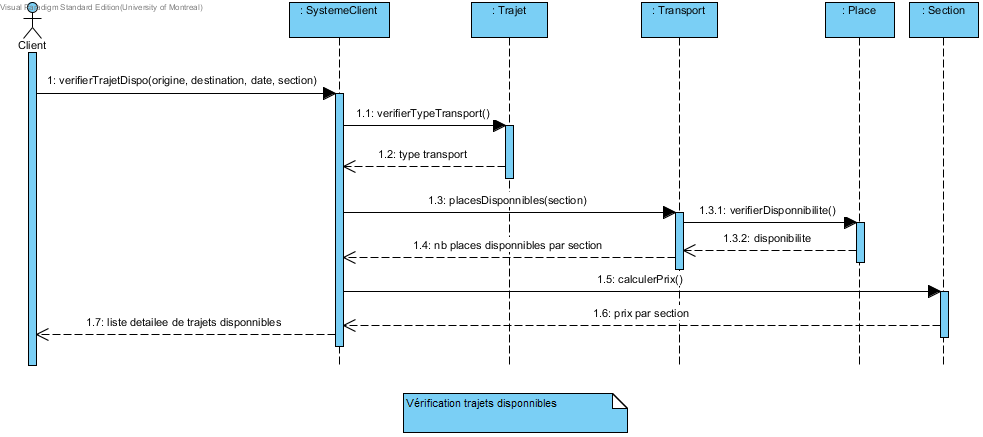 Visual Paradigm Standard Edition(University of Montreal)
: SystemeClient
: Trajet
: Transport
: Place
: Section
Client
1: verifierTrajetDispo(origine, destination, date, section)
1.1: verifierTypeTransport()
1.2: type transport
1.3: placesDisponnibles(section)
1.3.1: verifierDisponnibilite()
1.3.2: disponibilite
1.4: nb places disponnibles par section
1.5: calculerPrix()
1.6: prix par section
1.7: liste detailee de trajets disponnibles
Vérification trajets disponnibles